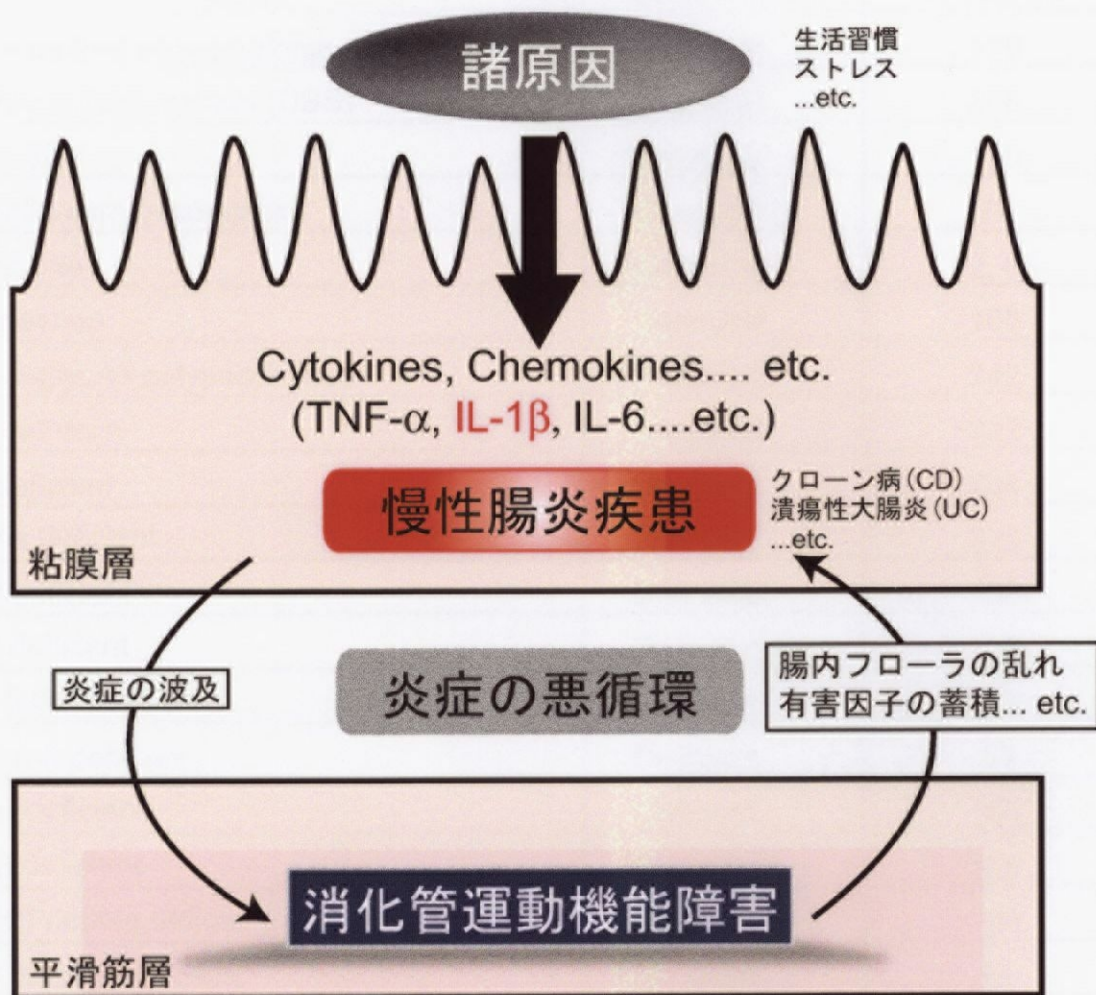 諸原因
生活習慣
ストレス
...etc.
Cytokines, Chemokines.... etc.
(TNF-α, IL-1β, IL-6....etc.)
慢性腸炎疾患
クローン病(CD)
潰瘍性大腸炎(UC)
...etc.
粘膜層
炎症の波及
炎症の悪循環
腸内フローラの乱れ
有害因子の蓄積... etc.
消化管運動機能障害
平滑筋層